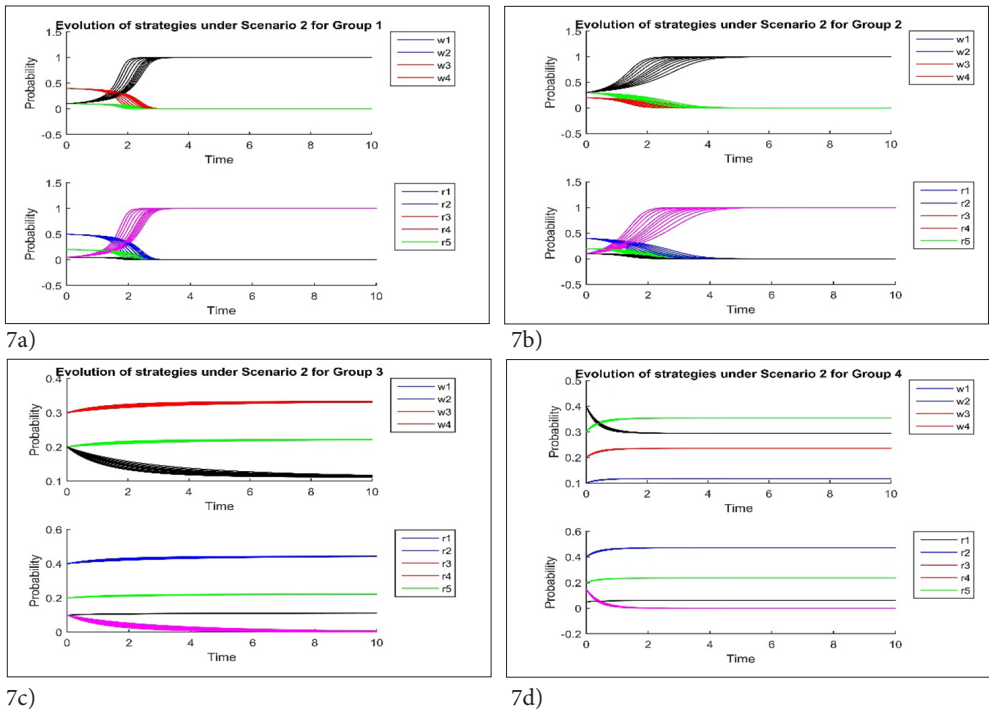 Evolution of strategies under Scenario 2 for Group 1
1.5
1
0.5
0
-0.5
Probability
0 2 4 6 8 10
Time
w1
w2
w3
w4
1.5
1
0.5
0
-0.5
Probability
0 2 4 6 8 10
Time
r1
r2
r3
r4
r5
7a)
Evolution of strategies under Scenario 2 for Group 2
1.5
1
0.5
0
-0.5
Probability
0 2 4 6 8 10
Time
w1
w2
w3
w4
1.5
1
0.5
0
-0.5
Probability
0 2 4 6 8 10
Time
r1
r2
r3
r4
r5
7b)
Evolution of strategies under Scenario 2 for Group 3
0.4
0.3
0.2
0.1
Probability
0 2 4 6 8 10
Time
w1
w2
w3
w4
0.6
0.4
0.2
0
Probability
0 2 4 6 8 10
Time
r1
r2
r3
r4
r5
7c)
Evolution of strategies under Scenario 2 for Group 4
0.5
0.4
0.3
0.2
0.1
Probability
0 2 4 6 8 10
Time
w1
w2
w3
w4
0.6
0.4
0.2
0
-0.2
Probability
0 2 4 6 8 10
Time
r1
r2
r3
r4
r5
7d)